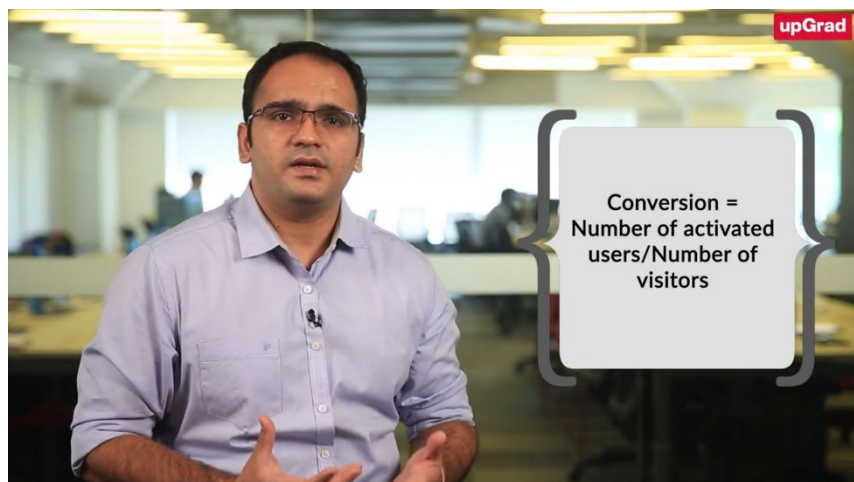 upGrad
Conversion =
Number of activated
users/Number of
visitors